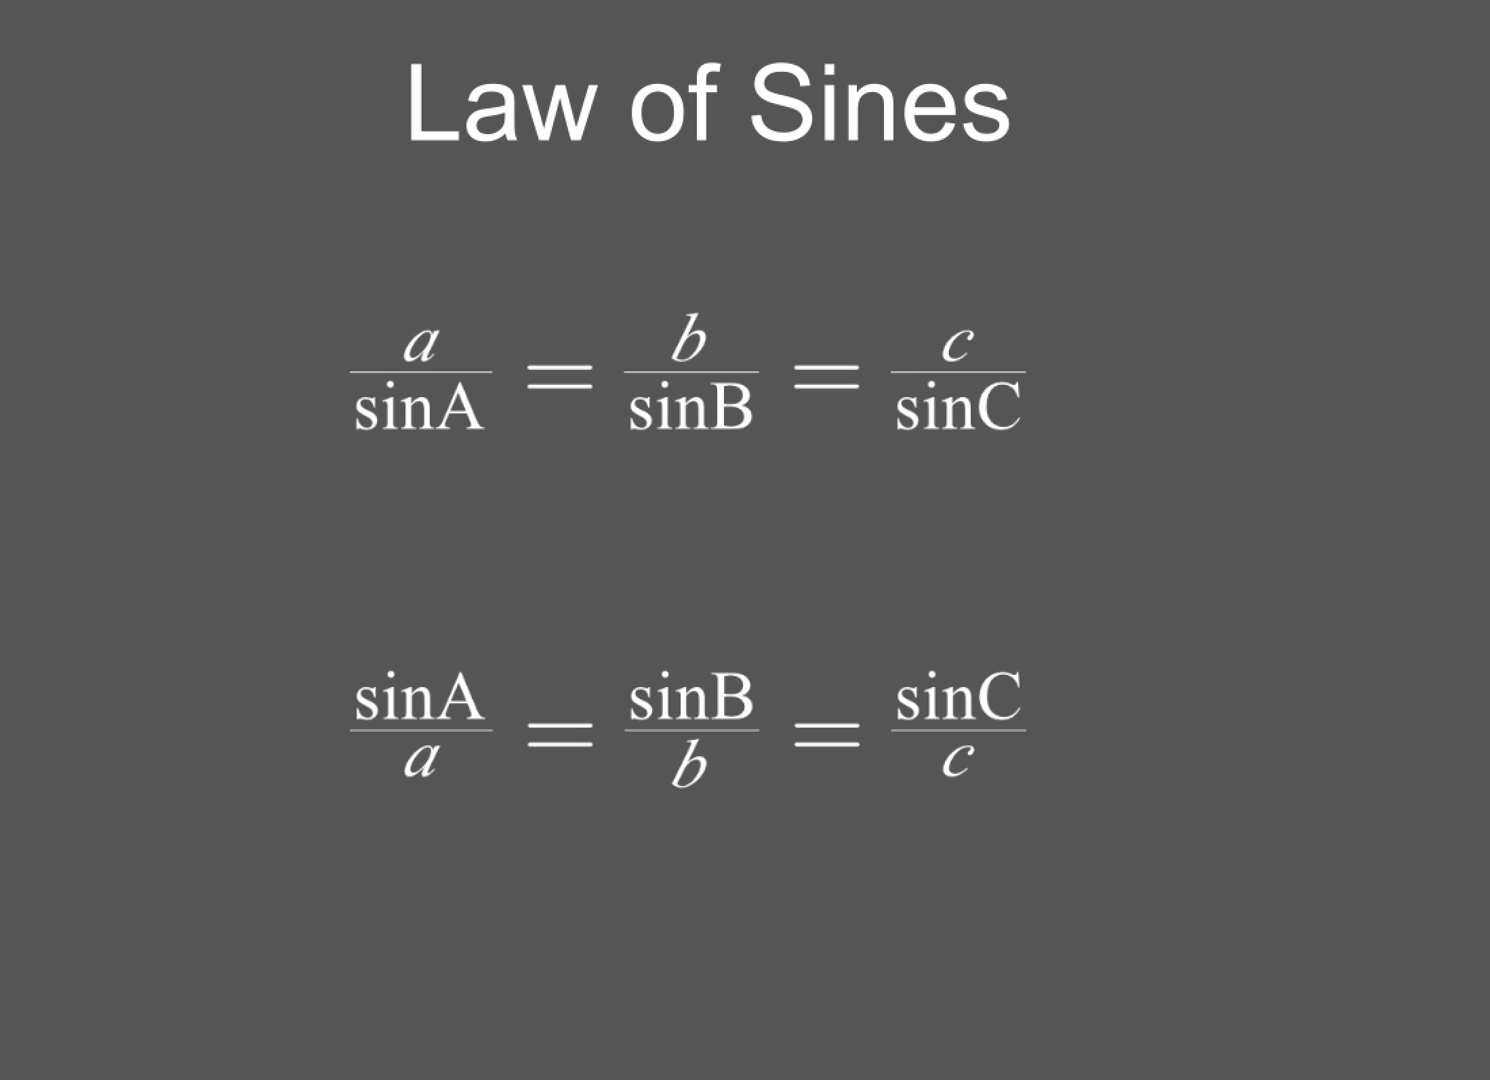 Law of Sines
a/sinA = b/sinB = c/sinC
sinA/a = sinB/b = sinC/c